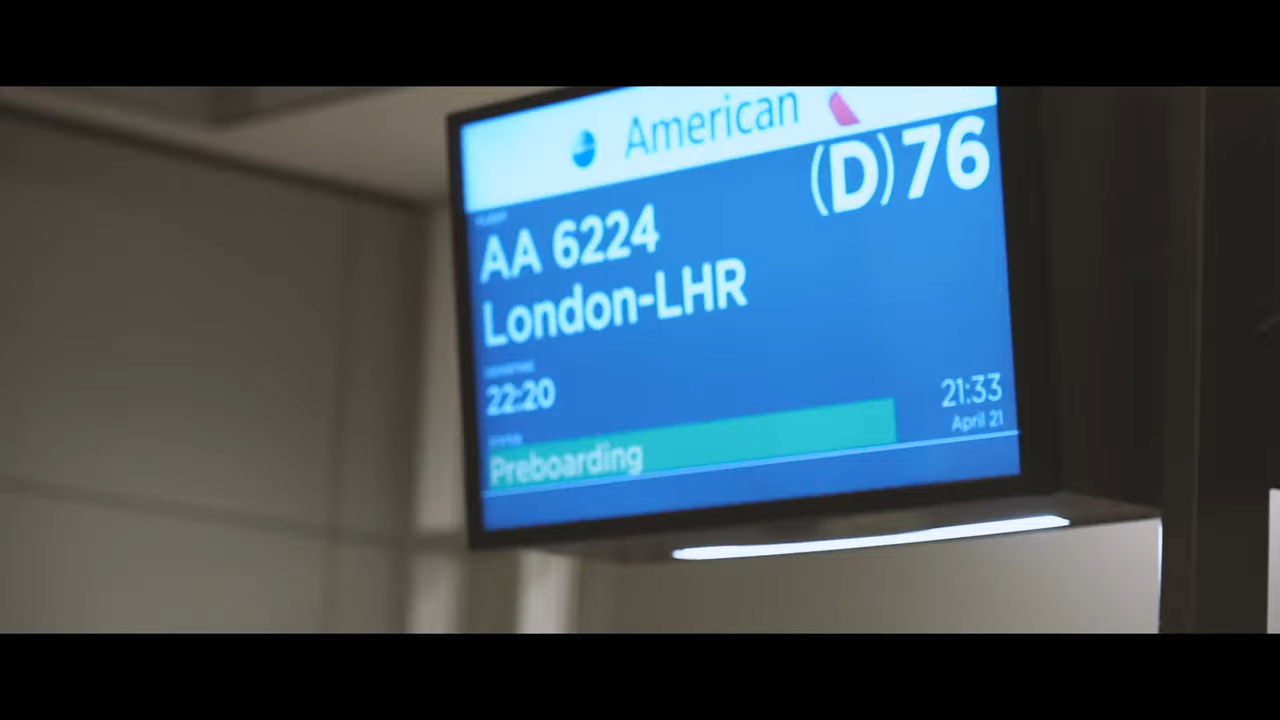 American
(D)76
AA 6224
London-LHR
22:20
21:33
April 21
Preboarding